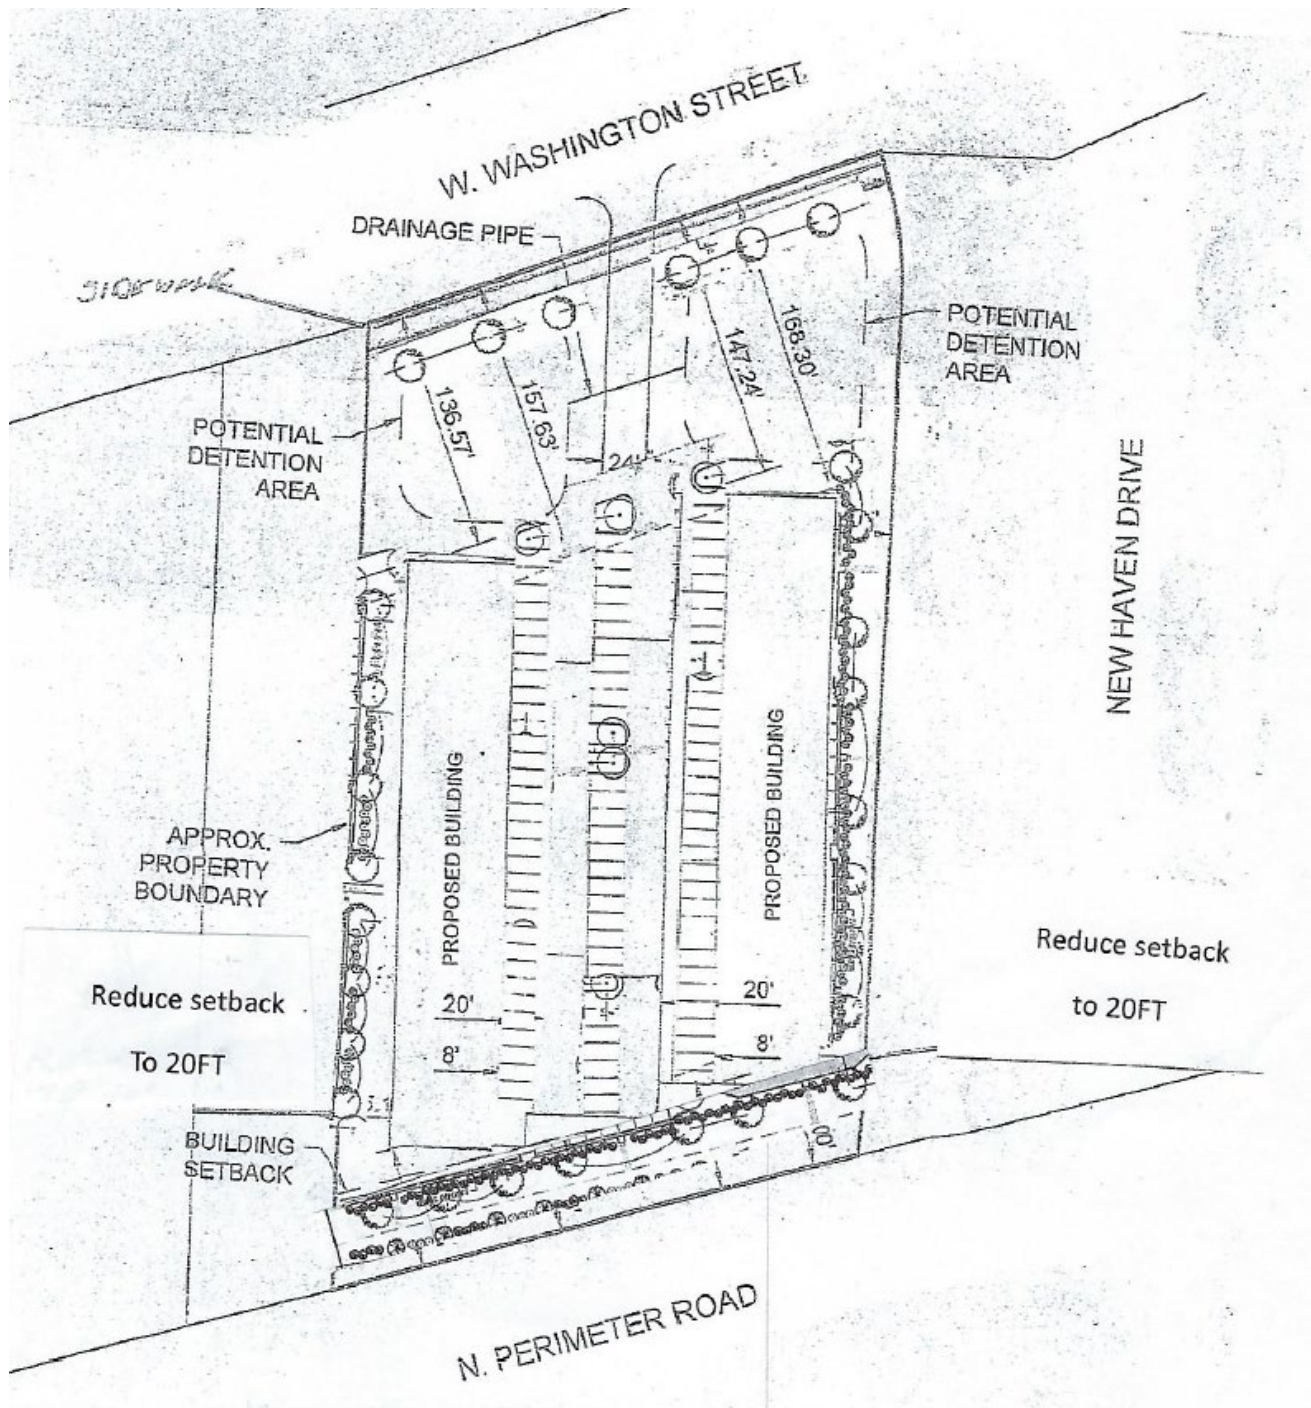 W. WASHINGTON STREET
DRAINAGE PIPE
SIDEWALK
POTENTIAL
DETENTION
AREA
168.30'
147.24'
157.63'
136.57'
POTENTIAL
DETENTION
AREA
24'
NEW HAVEN DRIVE
PROPOSED BUILDING
PROPOSED BUILDING
APPROX.
PROPERTY
BOUNDARY
Reduce setback
to 20FT
Reduce setback
To 20FT
20'
20'
8'
8'
BUILDING
SETBACK
N. PERIMETER ROAD